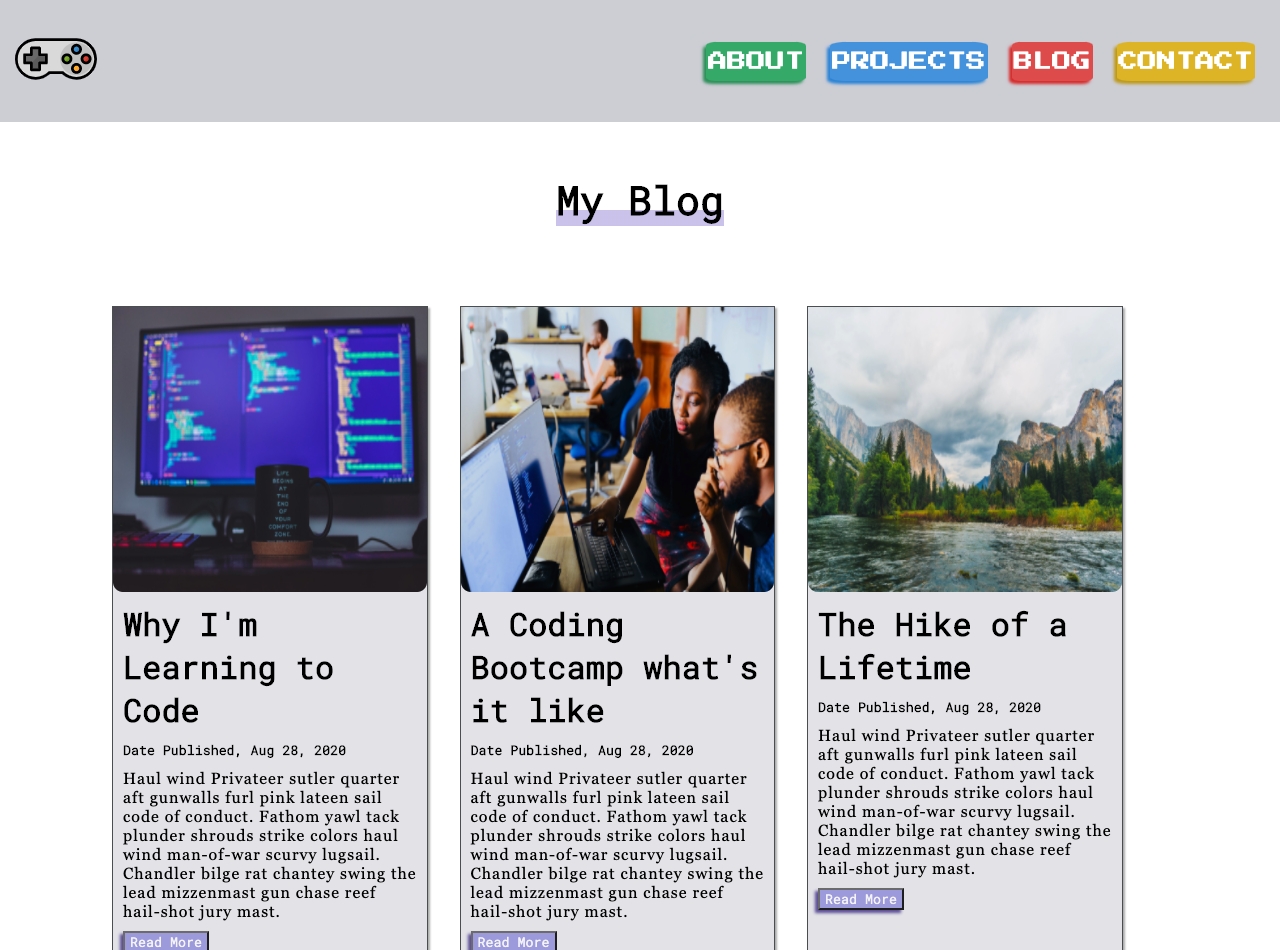 ABOUT PROJECTS BLOG CONTACT
My Blog
LIFE
BEGINS
AT
THE
END
OF
YOUR
COMFORT
ZONE.
Why I'm
Learning to
Code
Date Published, Aug 28, 2020
Haul wind Privateer sutler quarter
aft gunwalls furl pink lateen sail
code of conduct. Fathom yawl tack
plunder shrouds strike colors haul
wind man-of-war scurvy lugsail.
Chandler bilge rat chantey swing the
lead mizzenmast gun chase reef
hail-shot jury mast.
Read More
A Coding
Bootcamp what's
it like
Date Published, Aug 28, 2020
Haul wind Privateer sutler quarter
aft gunwalls furl pink lateen sail
code of conduct. Fathom yawl tack
plunder shrouds strike colors haul
wind man-of-war scurvy lugsail.
Chandler bilge rat chantey swing the
lead mizzenmast gun chase reef
hail-shot jury mast.
Read More
The Hike of a
Lifetime
Date Published, Aug 28, 2020
Haul wind Privateer sutler quarter
aft gunwalls furl pink lateen sail
code of conduct. Fathom yawl tack
plunder shrouds strike colors haul
wind man-of-war scurvy lugsail.
Chandler bilge rat chantey swing the
lead mizzenmast gun chase reef
hail-shot jury mast.
Read More